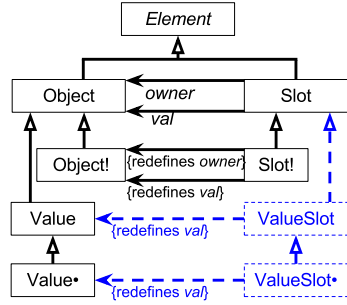 Element
Object
owner
Slot
val
Object!
{redefines owner}
Slot!
{redefines val}
Value
ValueSlot
{redefines val}
Value•
ValueSlot•
{redefines val}